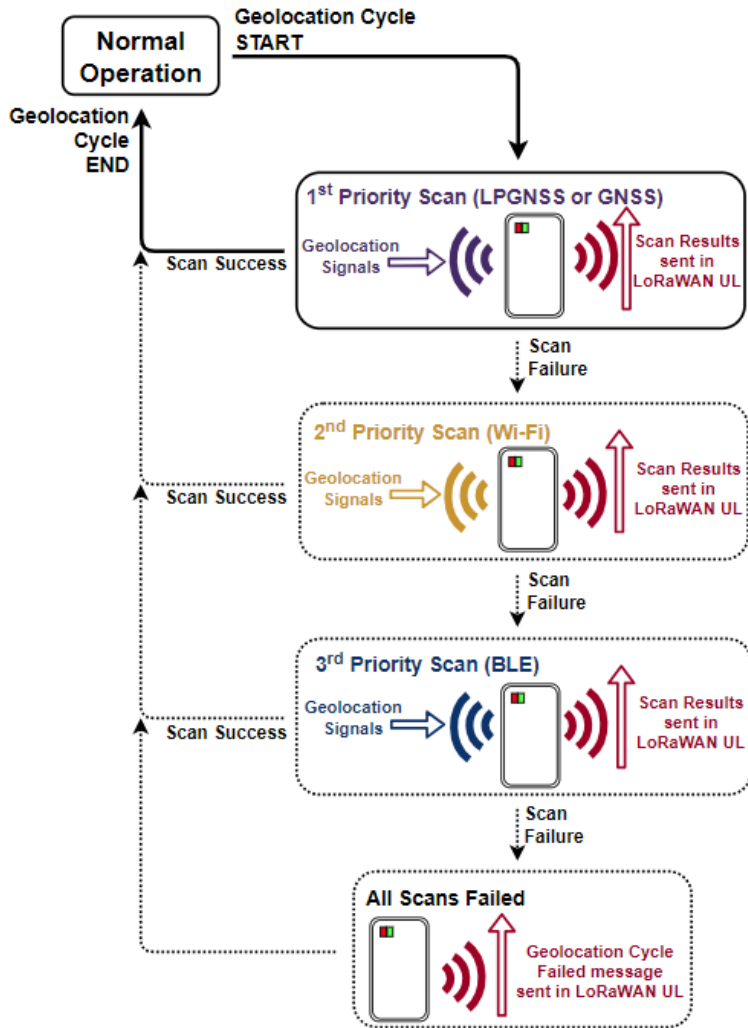 Normal
Operation
Geolocation Cycle
START
Geolocation
Cycle
END
1st Priority Scan (LPGNSS or GNSS)
Geolocation
Signals
Scan Results
sent in
LoRaWAN UL
Scan Success
Scan
Failure
2nd Priority Scan (Wi-Fi)
Geolocation
Signals
Scan Results
sent in
LoRaWAN UL
Scan Success
Scan
Failure
3rd Priority Scan (BLE)
Geolocation
Signals
Scan Results
sent in
LoRaWAN UL
Scan Success
Scan
Failure
All Scans Failed
Geolocation Cycle
Failed message
sent in LoRaWAN UL